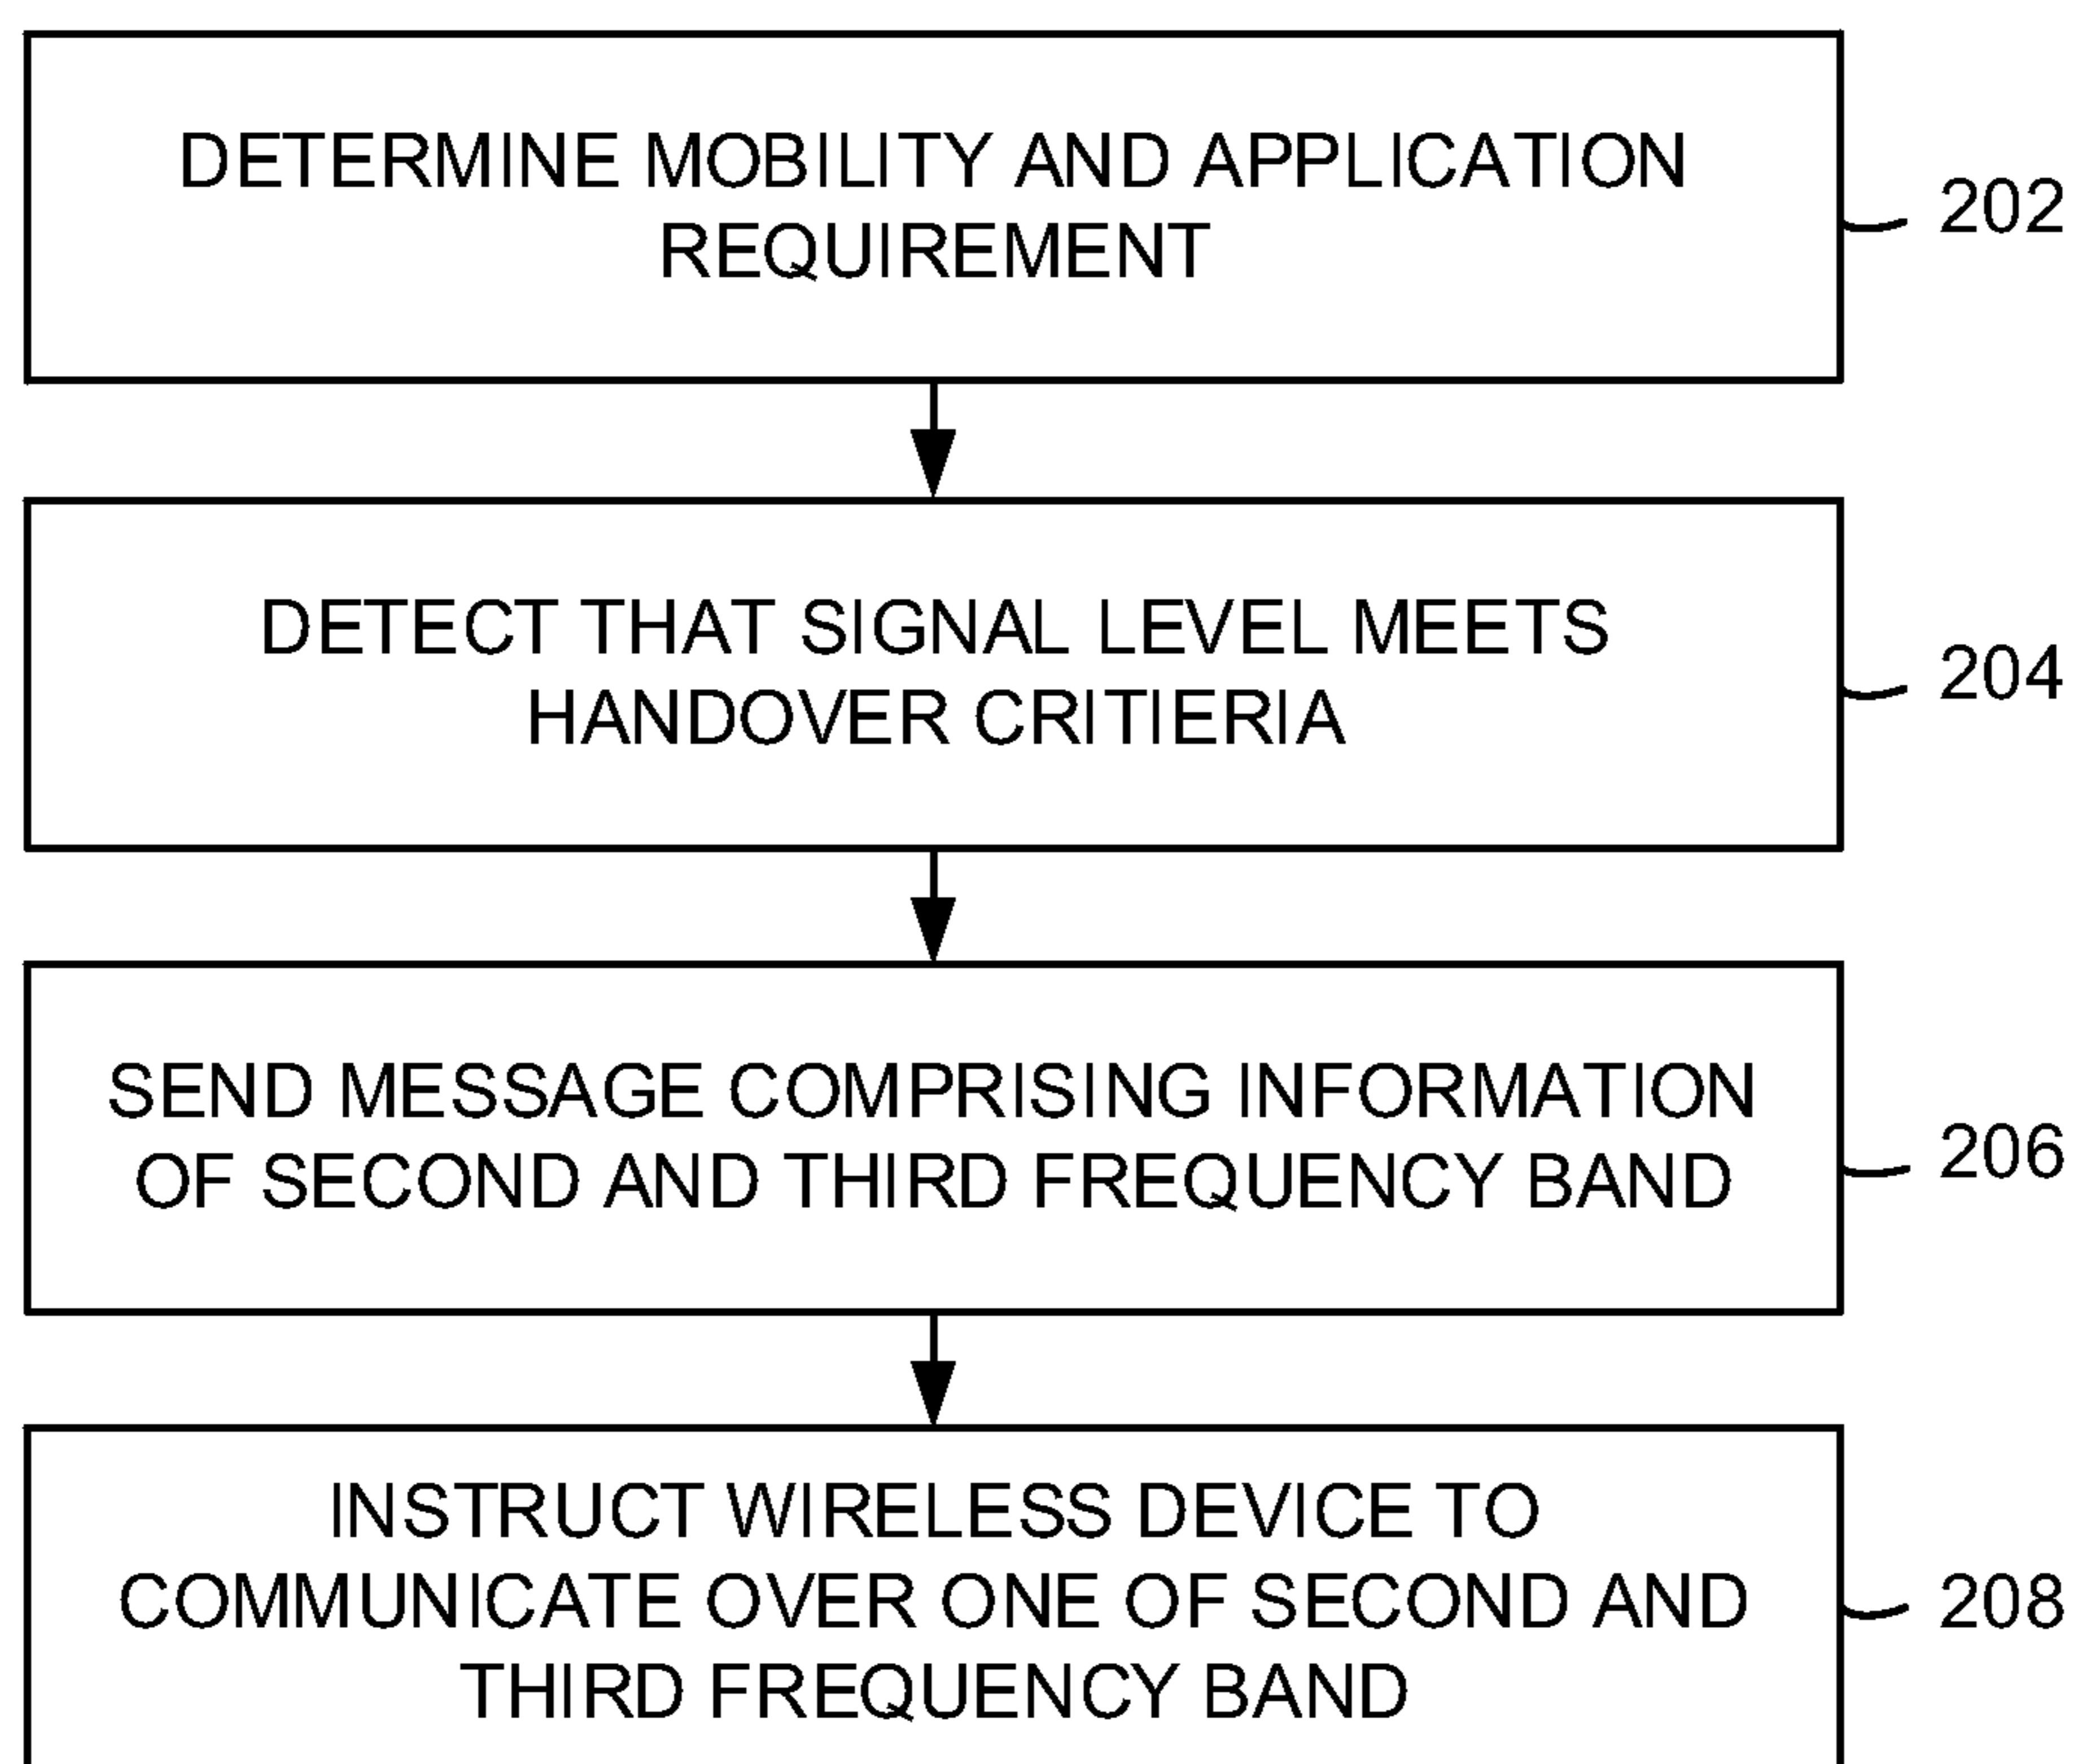 DETERMINE MOBILITY AND APPLICATION
REQUIREMENT
202
DETECT THAT SIGNAL LEVEL MEETS
HANDOVER CRITIERIA
204
SEND MESSAGE COMPRISING INFORMATION
OF SECOND AND THIRD FREQUENCY BAND
206
INSTRUCT WIRELESS DEVICE TO
COMMUNICATE OVER ONE OF SECOND AND
THIRD FREQUENCY BAND
208